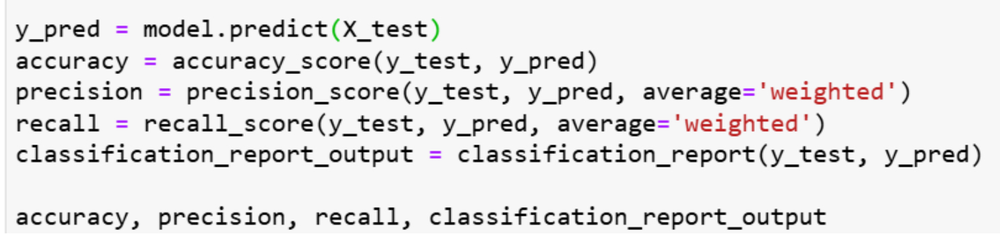 y_pred = model.predict(X_test)
accuracy = accuracy_score(y_test, y_pred)
precision = precision_score(y_test, y_pred, average='weighted')
recall = recall_score(y_test, y_pred, average='weighted')
classification_report_output = classification_report(y_test, y_pred)
accuracy, precision, recall, classification_report_output